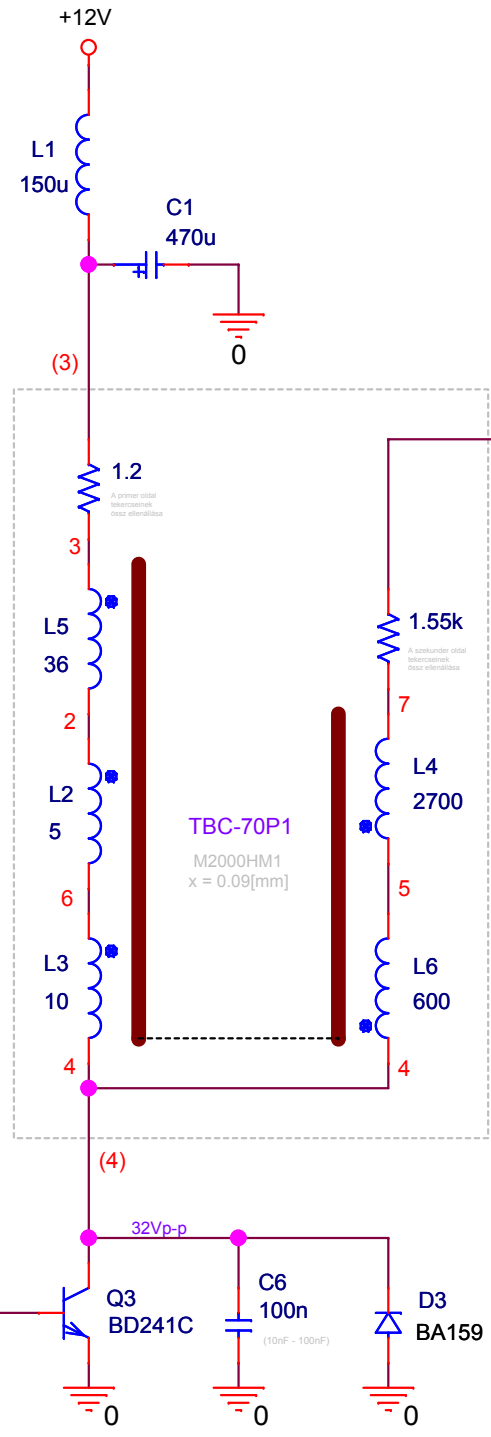 +12V
L1
150u
C1
470u
0
(3)
1.2
A primer oldal
tekercseinek
össz ellenállása
3
L5
36
1.55k
A szekunder oldal
tekercseinek
össz ellenállása
2
7
L4
2700
L2
5
TBC-70P1
M2000HM1
x = 0.09[mm]
6
5
L3
10
L6
600
4
4
(4)
32Vp-p
Q3
BD241C
C6
100n
(10nF - 100nF)
D3
BA159
0
0
0